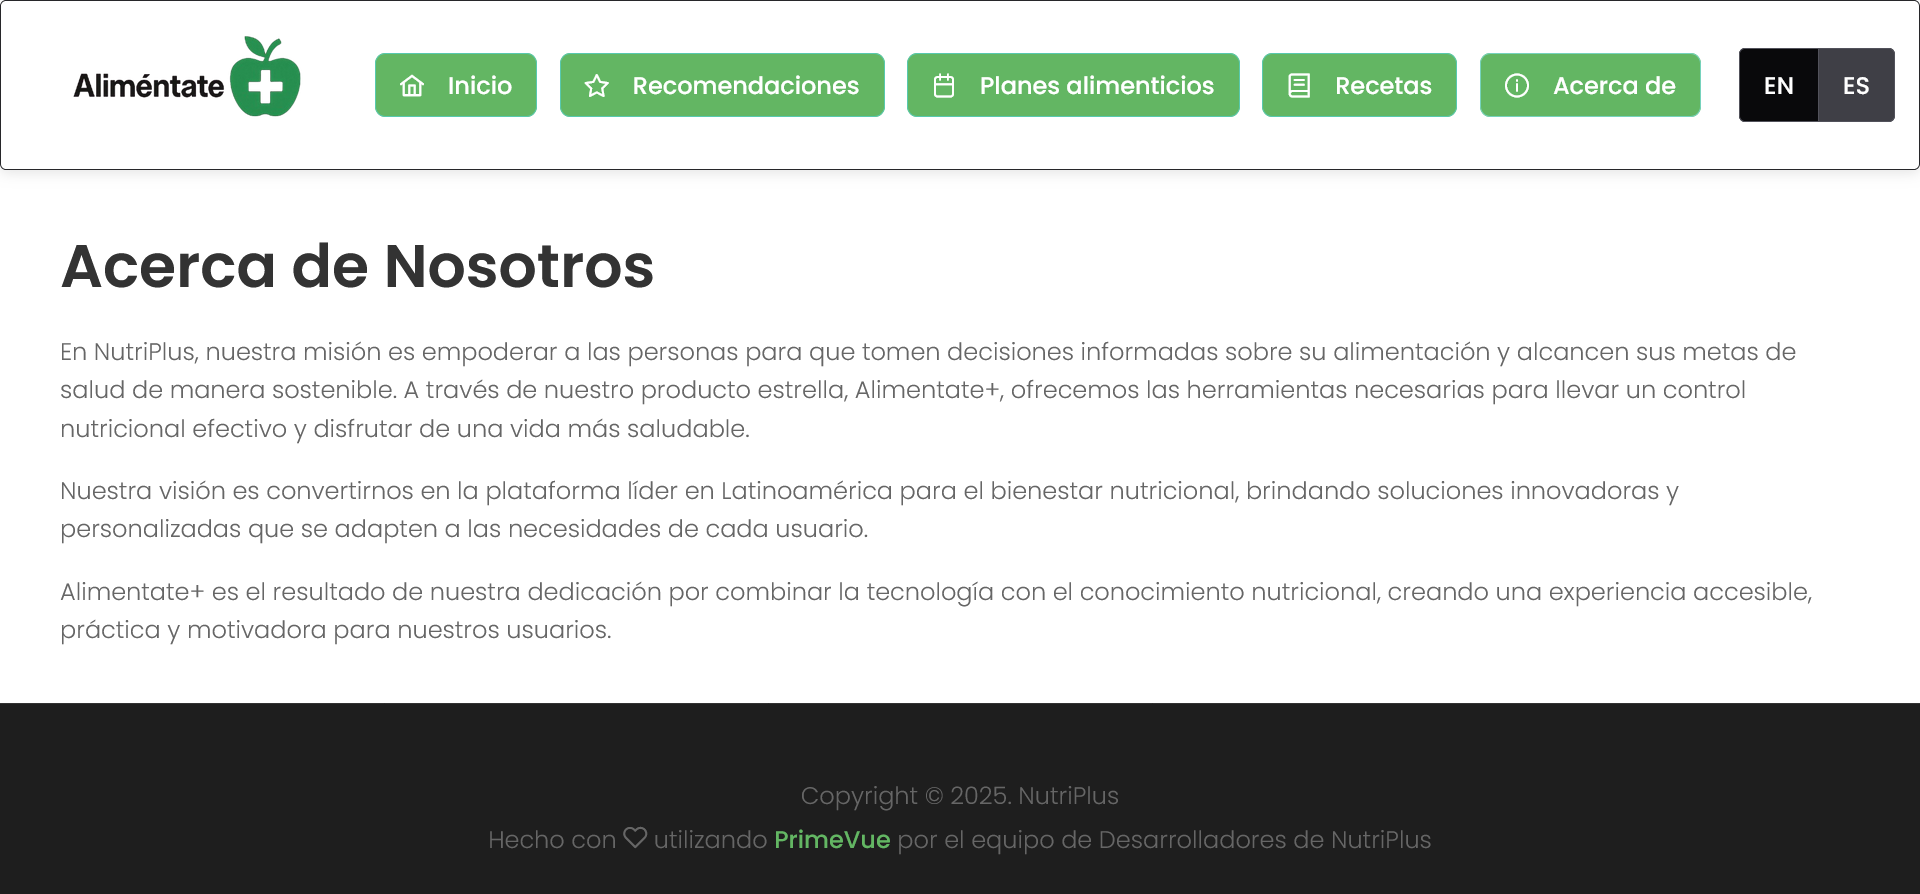 Aliméntate
Inicio
Recomendaciones
Planes alimenticios
Recetas
Acerca de
EN
ES
Acerca de Nosotros
En NutriPlus, nuestra misión es empoderar a las personas para que tomen decisiones informadas sobre su alimentación y alcancen sus metas de
salud de manera sostenible. A través de nuestro producto estrella, Alimentate+, ofrecemos las herramientas necesarias para llevar un control
nutricional efectivo y disfrutar de una vida más saludable.
Nuestra visión es convertirnos en la plataforma líder en Latinoamérica para el bienestar nutricional, brindando soluciones innovadoras y
personalizadas que se adapten a las necesidades de cada usuario.
Alimentate+ es el resultado de nuestra dedicación por combinar la tecnología con el conocimiento nutricional, creando una experiencia accesible,
práctica y motivadora para nuestros usuarios.
Copyright © 2025. NutriPlus
Hecho con ♡ utilizando PrimeVue por el equipo de Desarrolladores de NutriPlus